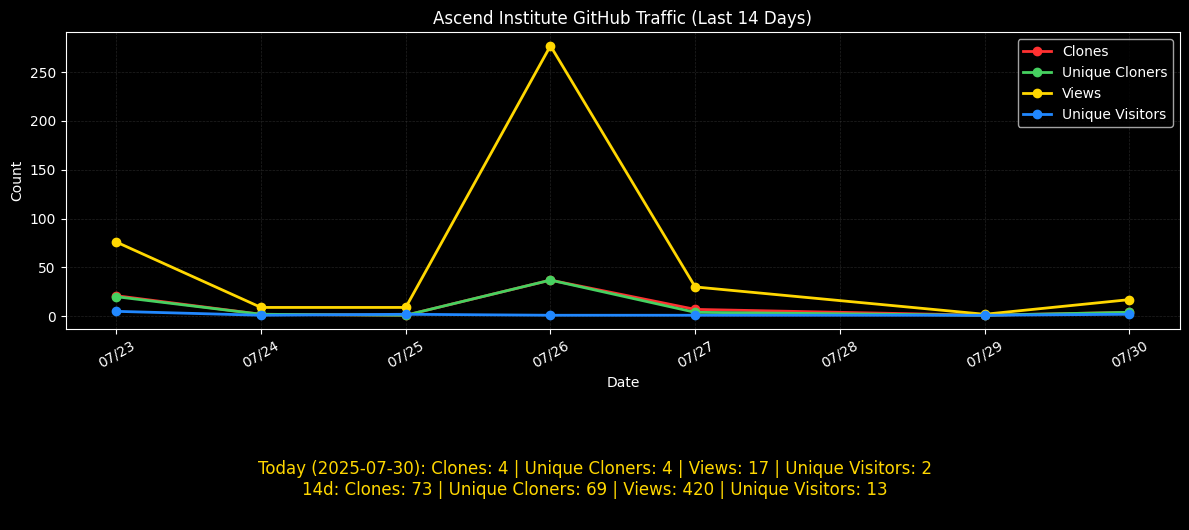 Ascend Institute GitHub Traffic (Last 14 Days)
Clones
Unique Cloners
Views
Unique Visitors
Count
250
200
150
100
50
0
07/23
07/24
07/25
07/26
07/27
07/28
07/29
07/30
Date
Today (2025-07-30): Clones: 4 | Unique Cloners: 4 | Views: 17 | Unique Visitors: 2
14d: Clones: 73 | Unique Cloners: 69 | Views: 420 | Unique Visitors: 13